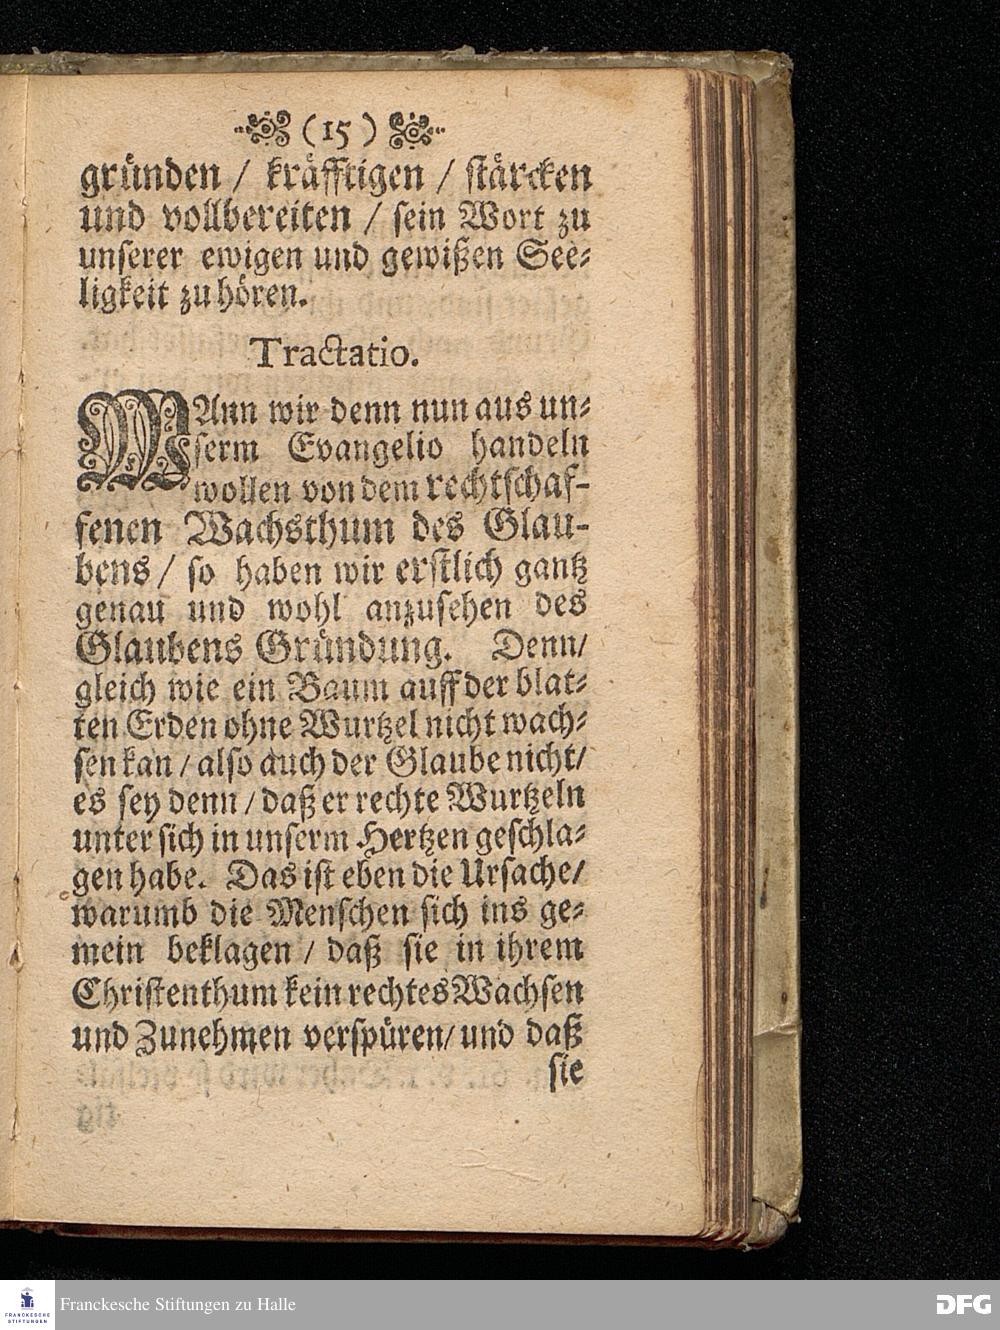 (15)
gründen / kräfftigen / stärcken
und vollbereiten / sein Wort zu
unserer ewigen und gewißen See⸗
ligkeit zu hören.
Tractatio.
WAnn wir denn nun aus un⸗
serm Evangelio handeln
wollen von dem rechtschaf-
fenen Wachsthum des Glau-
bens / so haben wir erstlich gantz
genau und wohl anzusehen des
Glaubens Gründung. Denn/
gleich wie ein Baum auff der blat⸗
ten Erden ohne Wurtzel nicht wach⸗
sen kan / also auch der Glaube nicht/
es sey denn / daß er rechte Wurtzeln
unter sich in unserm Hertzen geschla⸗
gen habe. Das ist eben die Ursache/
warumb die Menschen sich ins ge⸗
mein beklagen / daß sie in ihrem
Christenthum kein rechtes Wachsen
und Zunehmen verspüren/ und daß
sie
FRANCKESCHE
STIFTUNGEN
Franckesche Stiftungen zu Halle
DFG